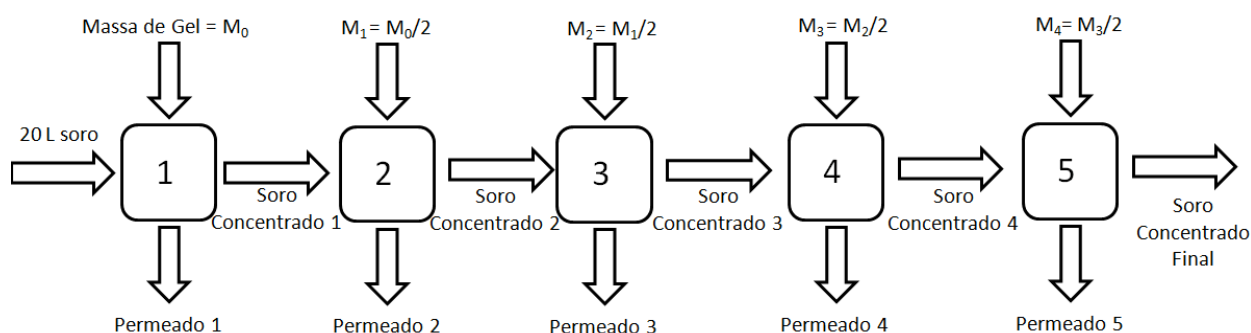 Massa de Gel = M₀
M₁= M₀/2
M₂= M₁/2
M₃= M₂/2
M₄= M₃/2
20 L soro
1
2
3
4
5
Soro
Concentrado 1
Soro
Concentrado 2
Soro
Concentrado 3
Soro
Concentrado 4
Soro
Concentrado
Final
Permeado 1
Permeado 2
Permeado 3
Permeado 4
Permeado 5